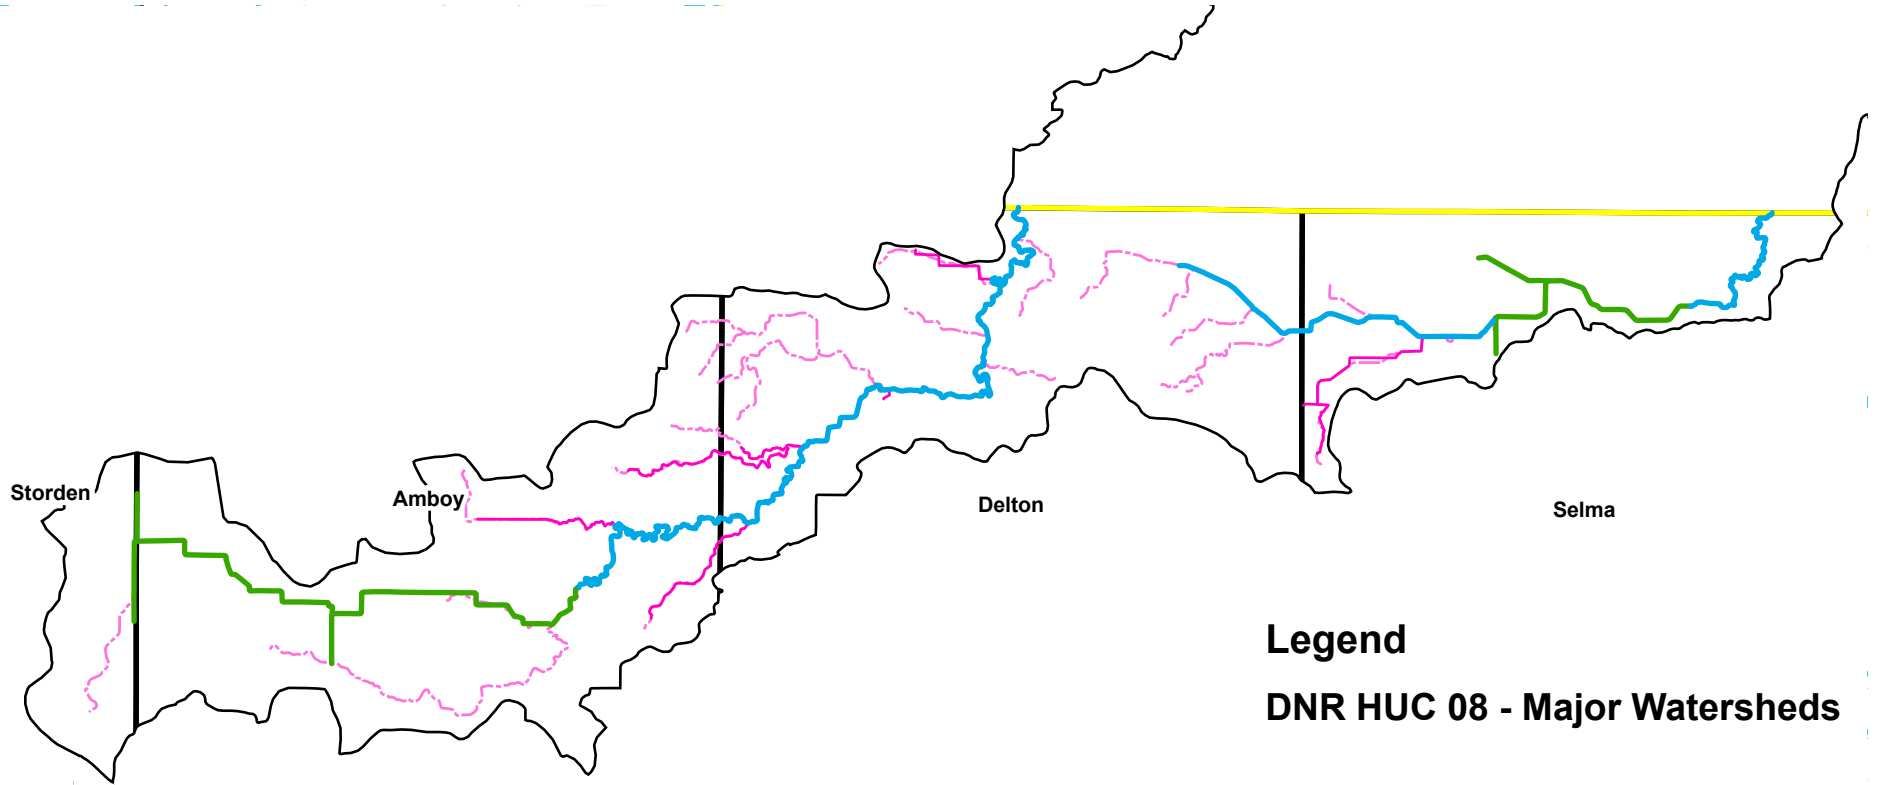 Storden
Amboy
Delton
Selma
Legend
DNR HUC 08 - Major Watersheds